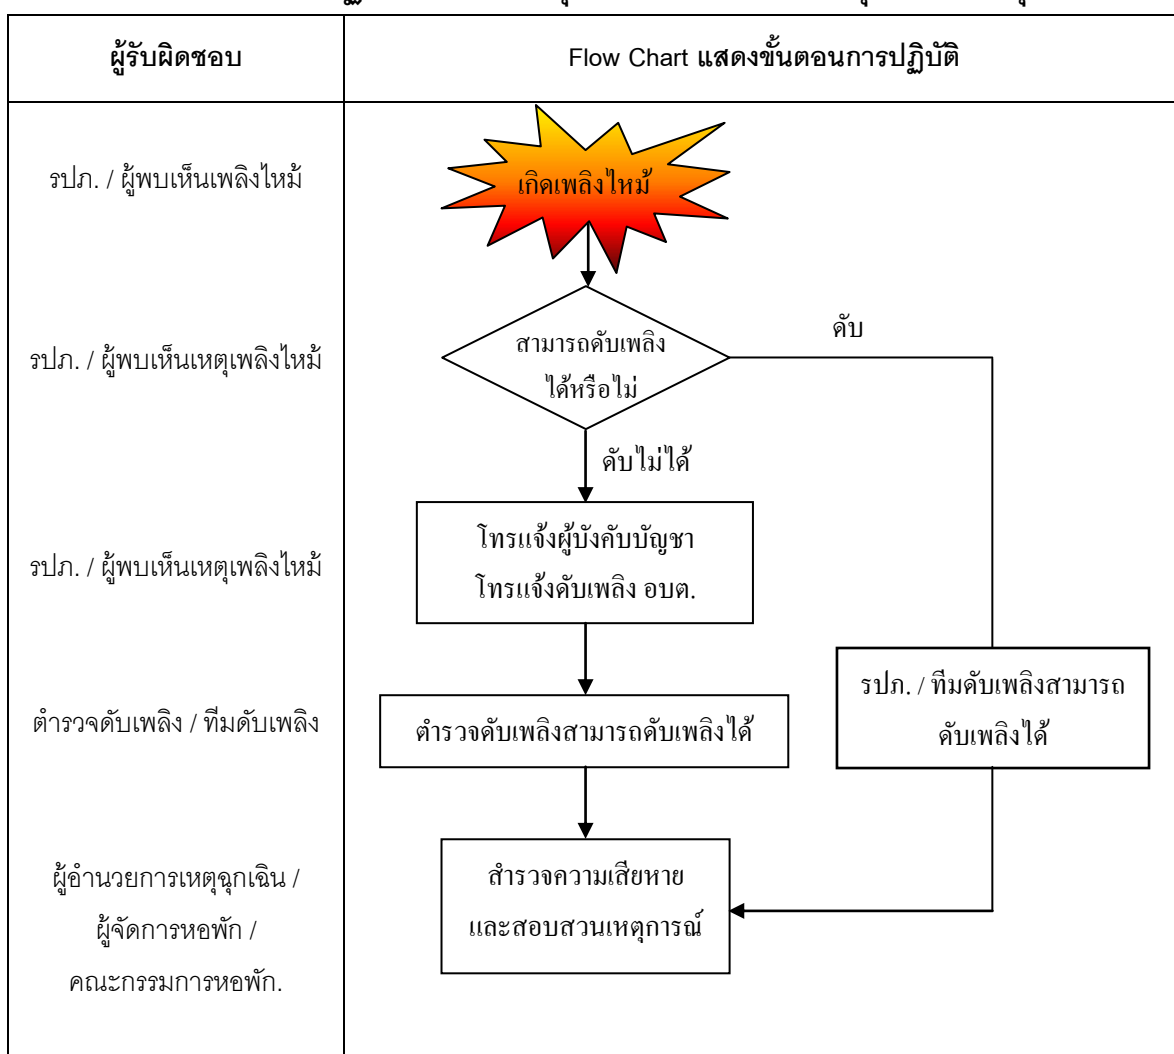 ผู้รับผิดชอบ
Flow Chart แสดงขั้นตอนการปฏิบัติ
รปภ. / ผู้พบเห็นเพลิงไหม้
เกิดเพลิงไหม้
รปภ. / ผู้พบเห็นเหตุเพลิงไหม้
สามารถดับเพลิง
ได้หรือไม่
ดับ
ดับไม่ได้
รปภ. / ผู้พบเห็นเหตุเพลิงไหม้
โทรแจ้งผู้บังคับบัญชา
โทรแจ้งดับเพลิง อบต.
ตำรวจดับเพลิง / ทีมดับเพลิง
ตำรวจดับเพลิงสามารถดับเพลิงได้
รปภ. / ทีมดับเพลิงสามารถ
ดับเพลิงได้
ผู้อำนวยการเหตุฉุกเฉิน /
ผู้จัดการหอพัก /
คณะกรรมการหอพัก.
สำรวจความเสียหาย
และสอบสวนเหตุการณ์